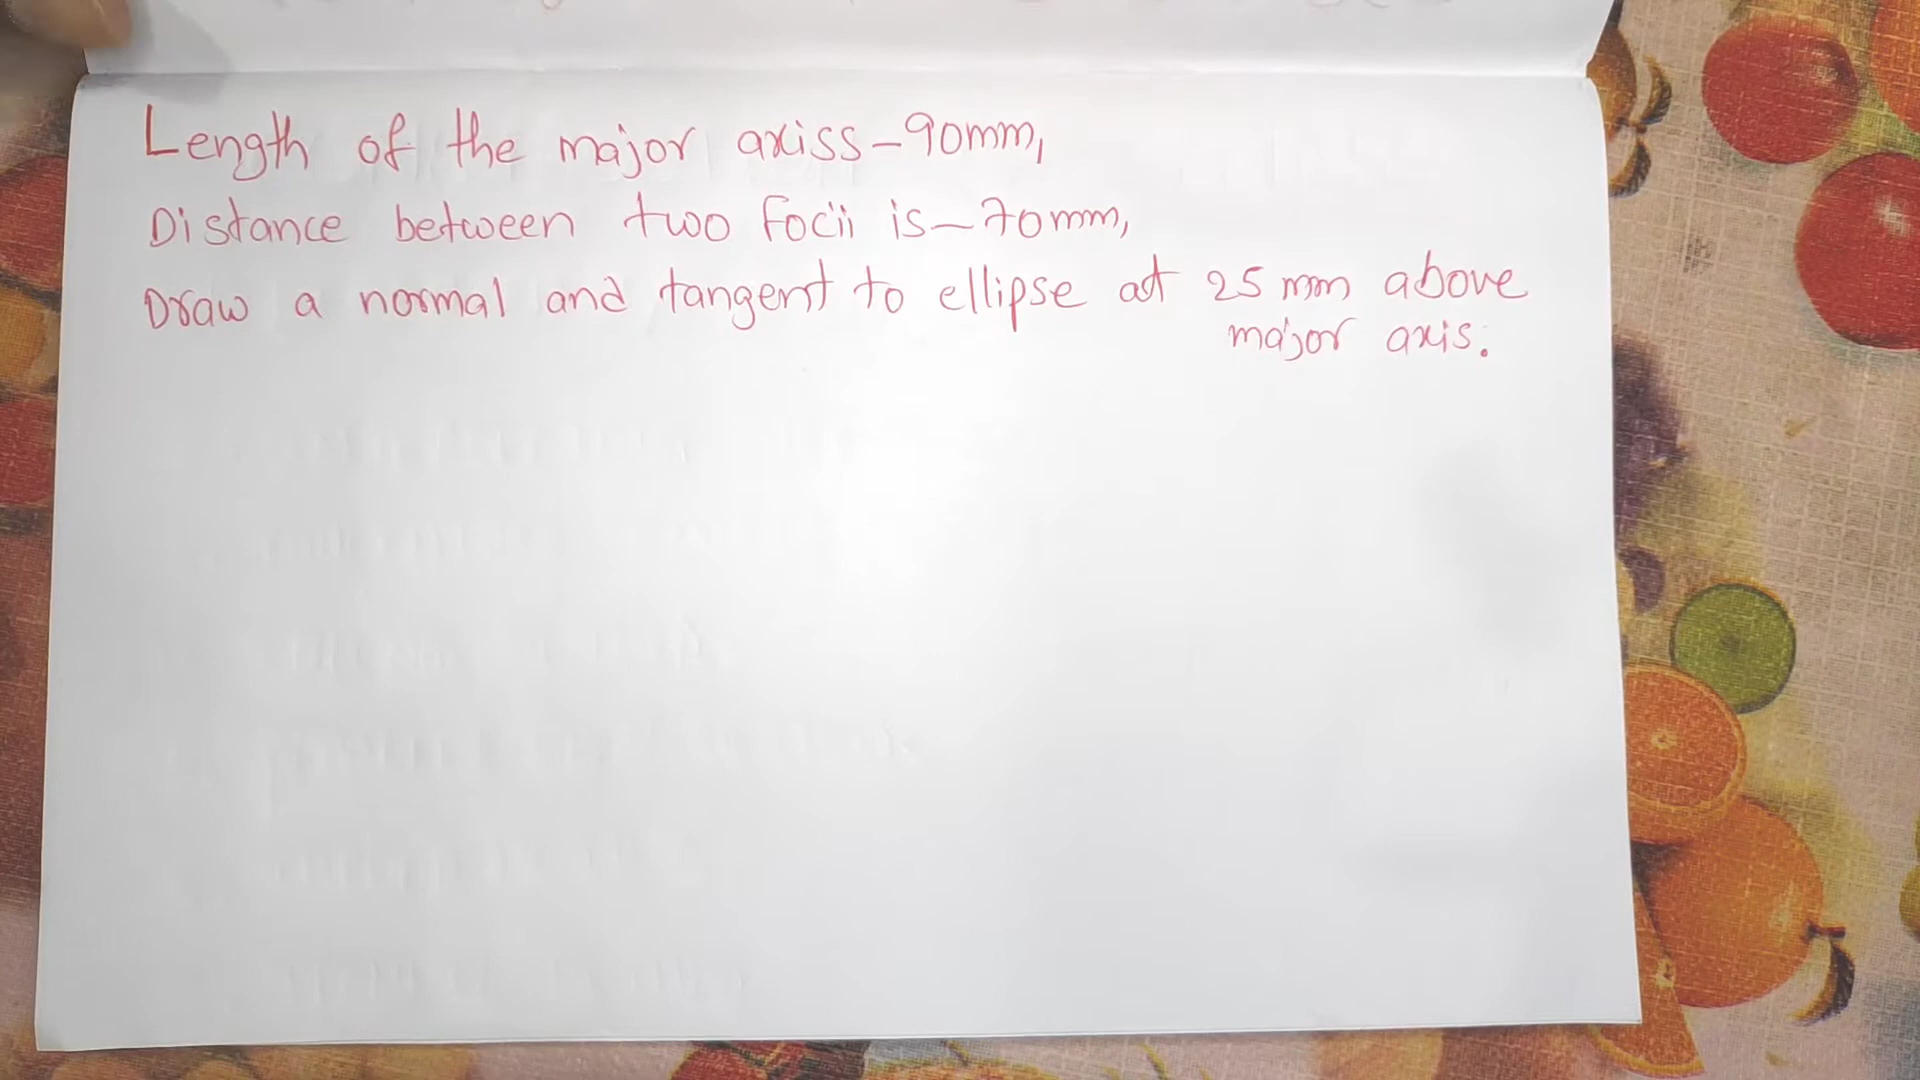 Length of the major axiss-90mm,
Distance between two Focii is-70mm,
Draw a normal and tangent to ellipse at 25 mm above
major axis.